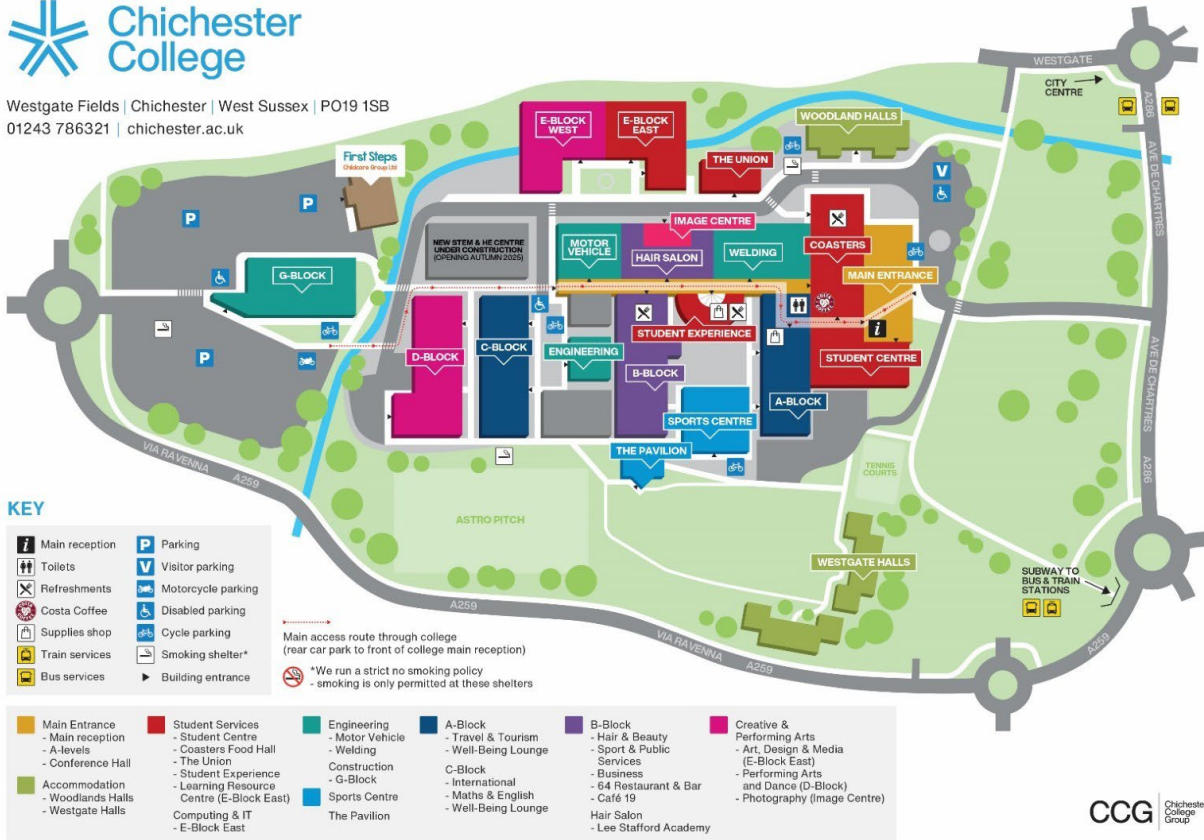 Chichester
College
Westgate Fields | Chichester | West Sussex | PO19 1SB
01243 786321 | chichester.ac.uk
WESTGATE
CITY
CENTRE
A286
AVE DE CHARTRES
AVE DE CHARTRES
A286
E-BLOCK
WEST
E-BLOCK
EAST
WOODLAND HALLS
THE UNION
First Steps
Childcare Group Ltd
P
P
V
IMAGE CENTRE
NEW STEM & HE CENTRE
UNDER CONSTRUCTION
(OPENING AUTUMN 2025)
MOTOR
VEHICLE
HAIR SALON
WELDING
COASTERS
MAIN ENTRANCE
G-BLOCK
COSTA
COFFEE
i
STUDENT EXPERIENCE
P
D-BLOCK
C-BLOCK
ENGINEERING
B-BLOCK
STUDENT CENTRE
A-BLOCK
SPORTS CENTRE
THE PAVILION
TENNIS
COURTS
VIA RAVENNA
A259
ASTRO PITCH
WESTGATE HALLS
SUBWAY TO
BUS & TRAIN
STATIONS
A259
VIA RAVENNA
A259
A259
KEY
i Main reception
Toilets
Refreshments
Costa Coffee
Supplies shop
Train services
Bus services
P Parking
V Visitor parking
Motorcycle parking
Disabled parking
Cycle parking
Smoking shelter*
Building entrance
Main access route through college
(rear car park to front of college main reception)
*We run a strict no smoking policy
- smoking is only permitted at these shelters
Main Entrance
- Main reception
- A-levels
- Conference Hall
Accommodation
- Woodlands Halls
- Westgate Halls
Student Services
- Student Centre
- Coasters Food Hall
- The Union
- Student Experience
- Learning Resource
Centre (E-Block East)
Computing & IT
- E-Block East
Engineering
- Motor Vehicle
- Welding
Construction
- G-Block
Sports Centre
The Pavilion
A-Block
- Travel & Tourism
- Well-Being Lounge
C-Block
- International
- Maths & English
- Well-Being Lounge
B-Block
- Hair & Beauty
- Sport & Public
Services
- Business
- 64 Restaurant & Bar
- Café 19
Hair Salon
- Lee Stafford Academy
Creative &
Performing Arts
- Art, Design & Media
(E-Block East)
- Performing Arts
and Dance (D-Block)
- Photography (Image Centre)
CCG
Chichester
College
Group